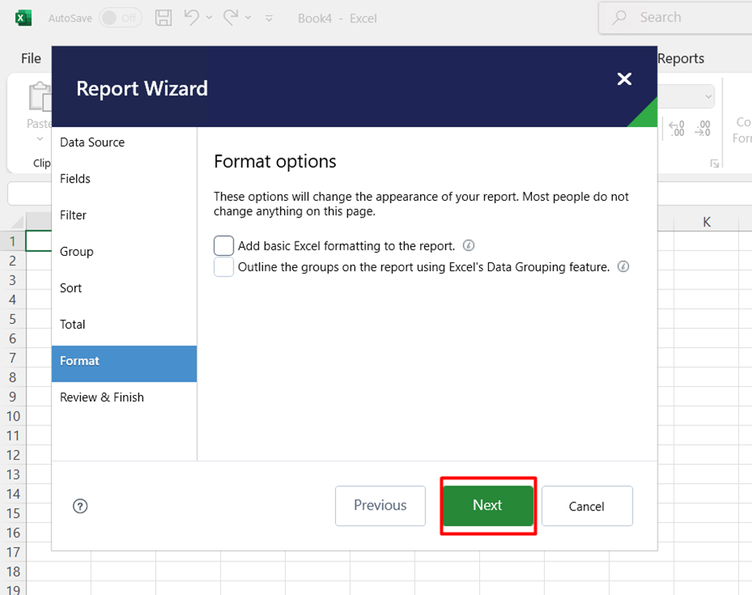 AutoSave Off Book4 - Excel Search
File Reports
Report Wizard
Paste
Clip
.00
.00
Co
Form
Data Source
Fields
Filter
Group
Sort
Total
Format
Review & Finish
Format options
These options will change the appearance of your report. Most people do not
change anything on this page.
Add basic Excel formatting to the report.
Outline the groups on the report using Excel's Data Grouping feature.
Previous Next Cancel
K
1
2
3
4
5
6
7
8
9
10
11
12
13
14
15
16
17
18
19